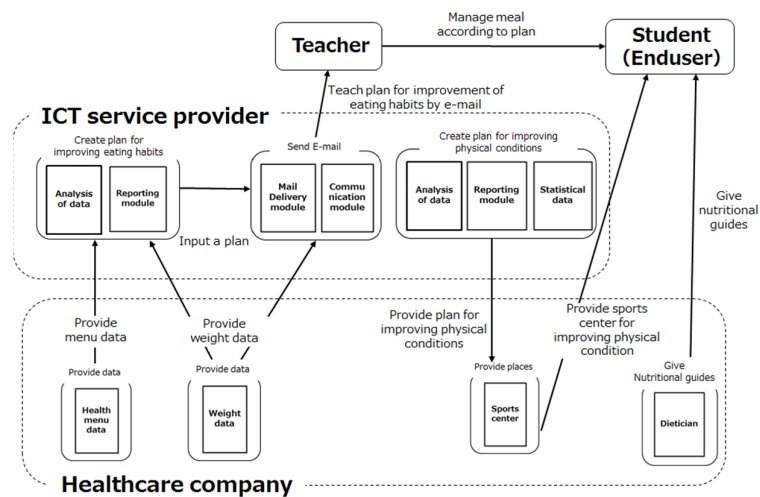 Manage meal
according to plan
Teacher
Student
(Enduser)
Teach plan for improvement of
eating habits by e-mail
ICT service provider
Create plan for
improving eating habits
Send E-mail
Create plan for improving
physical conditions
Analysis
of data
Reporting
module
Mail
Delivery
module
Commu
nication
module
Analysis
of data
Reporting
module
Statistical
data
Input a plan
Give
nutritional
guides
Provide
menu data
Provide
weight data
Provide plan for
improving physical
conditions
Provide sports
center for
improving physical
condition
Provide data
Provide data
Provide places
Give
Nutritional guides
Health
menu
data
Weight
data
Sports
center
Dietician
Healthcare company